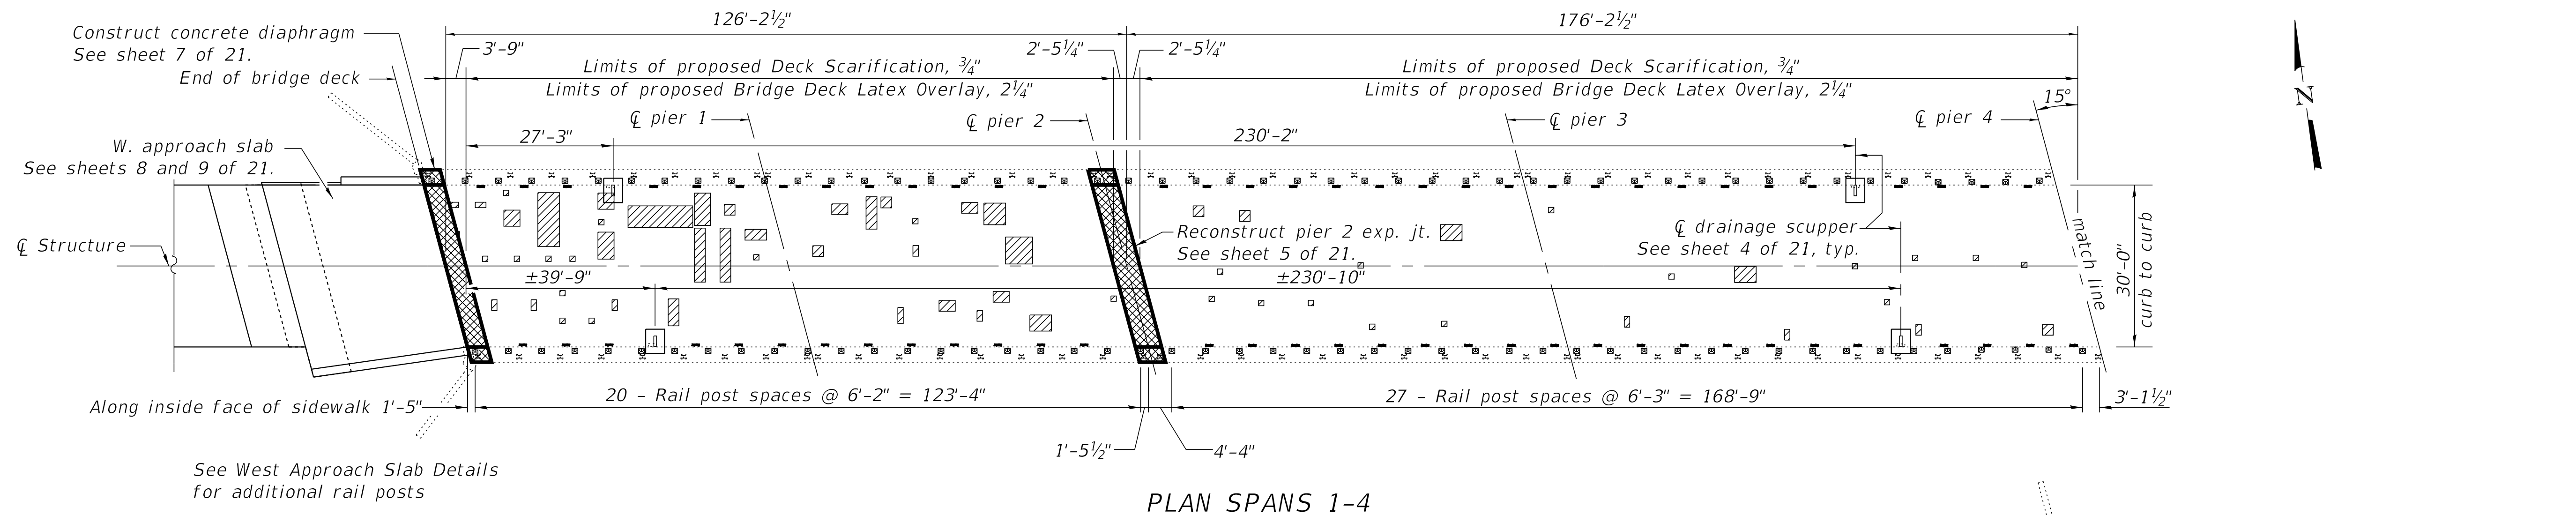 126'-2½"
176'-2½"
Construct concrete diaphragm
See sheet 7 of 21.
End of bridge deck
3'-9"
2'-5¼"
2'-5¼"
Limits of proposed Deck Scarification, ¾"
Limits of proposed Bridge Deck Latex Overlay, 2¼"
Limits of proposed Deck Scarification, ¾"
Limits of proposed Bridge Deck Latex Overlay, 2¼"
15°
N
℄ pier 1
℄ pier 2
℄ pier 3
℄ pier 4
27'-3"
230'-2"
W. approach slab
See sheets 8 and 9 of 21.
℄ Structure
Reconstruct pier 2 exp. jt.
See sheet 5 of 21.
℄ drainage scupper
See sheet 4 of 21, typ.
match line
30'-0"
curb to curb
±39'-9"
±230'-10"
Along inside face of sidewalk 1'-5"
20 - Rail post spaces @ 6'-2" = 123'-4"
27 - Rail post spaces @ 6'-3" = 168'-9"
3'-1½"
1'-5½"
4'-4"
See West Approach Slab Details
for additional rail posts
PLAN SPANS 1-4